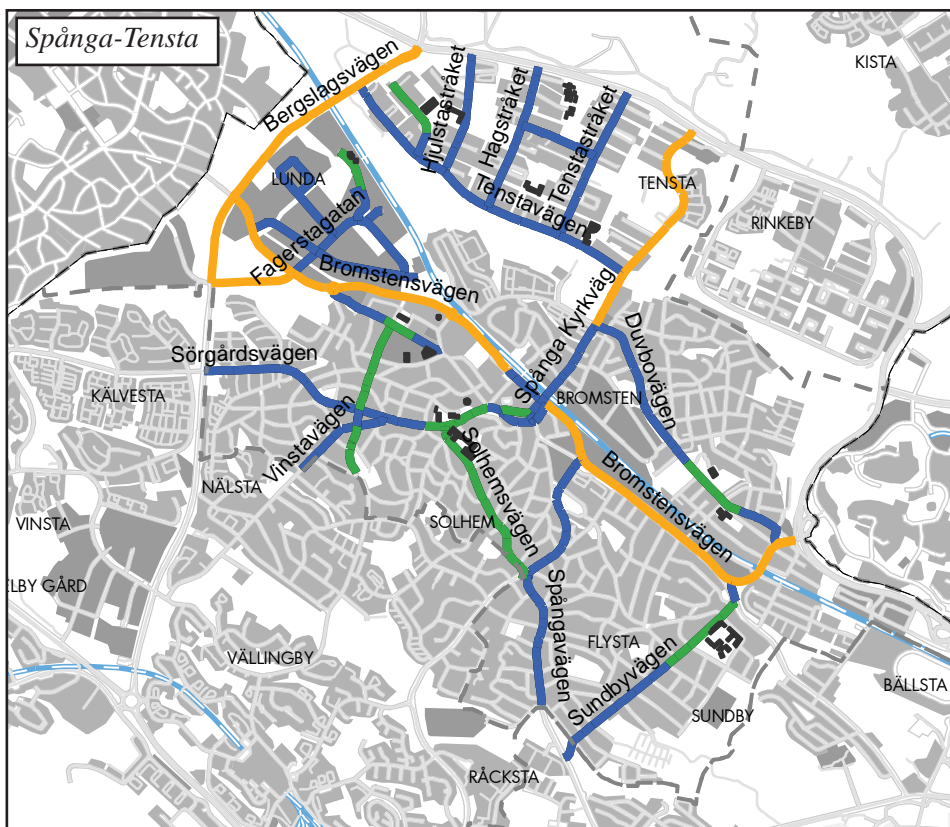 Spånga-Tensta
KISTA
Bergslagsvägen
Hjulstastråket
Hagstråket
Tenstastråket
LUNDA
TENSTA
Tenstavägen
RINKEBY
Fagerstagatan
Bromstensvägen
Spånga Kyrkväg
Duvbovägen
Sörgårdsvägen
KÄLVESTA
BROMSTEN
Vinstavägen
NÄLSTA
Solhemsvägen
Bromstensvägen
VINSTA
SOLHEM
ELBY GÅRD
Spångavägen
FLYSTA
VÄLLINGBY
Sundbyvägen
BÄLLSTA
SUNDBY
RÅCKSTA